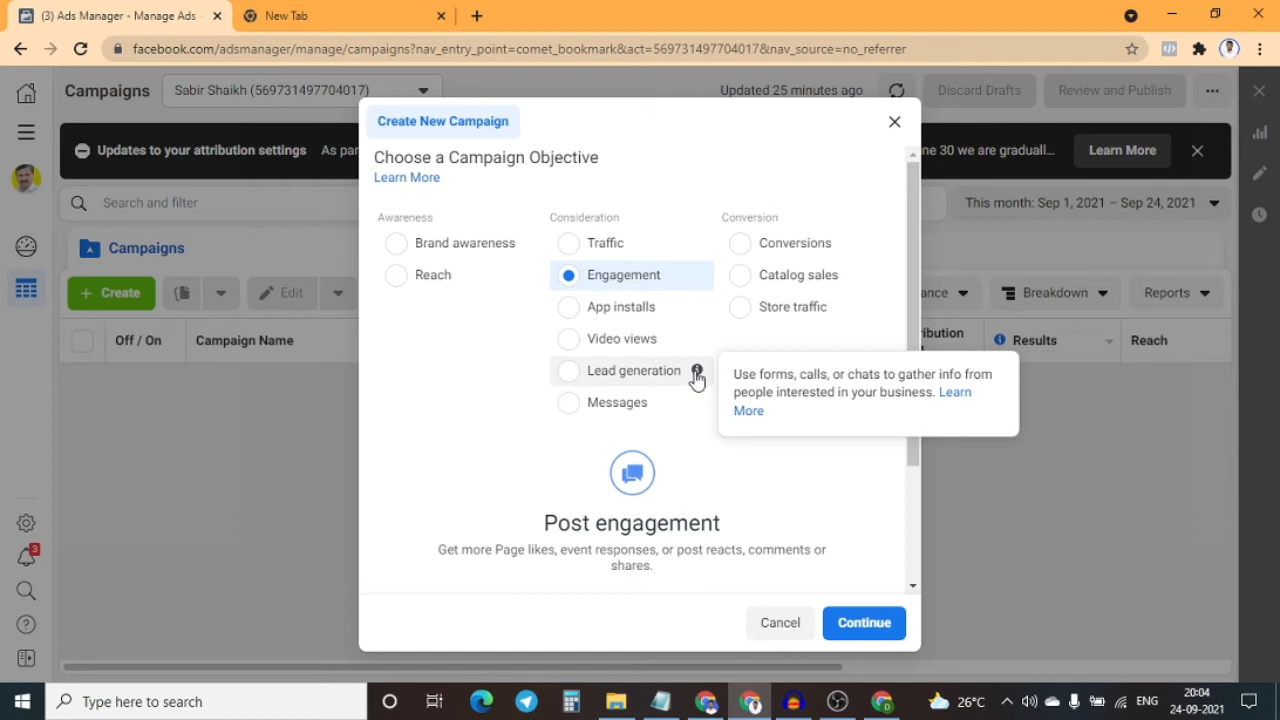 (3) Ads Manager - Manage Ads -
New Tab
facebook.com/adsmanager/manage/campaigns?nav_entry_point=comet_bookmark&act=569731497704017&nav_source=no_referrer
Campaigns
Sabir Shaikh (569731497704017)
Updated 25 minutes ago
Discard Drafts
Review and Publish
Create New Campaign
Updates to your attribution settings
As par
ne 30 we are graduall...
Learn More
Choose a Campaign Objective
Learn More
Search and filter
This month: Sep 1, 2021 – Sep 24, 2021
Awareness
Consideration
Conversion
Brand awareness
Traffic
Conversions
Campaigns
Reach
Engagement
Catalog sales
+ Create
Edit
App installs
Store traffic
ance
Breakdown
Reports
Off / On
Campaign Name
Video views
ribution
Results
Reach
Lead generation
Use forms, calls, or chats to gather info from
people interested in your business. Learn
More
Messages
Post engagement
Get more Page likes, event responses, or post reacts, comments or
shares.
3
Cancel
Continue
Type here to search
26°C
ENG
20:04
24-09-2021